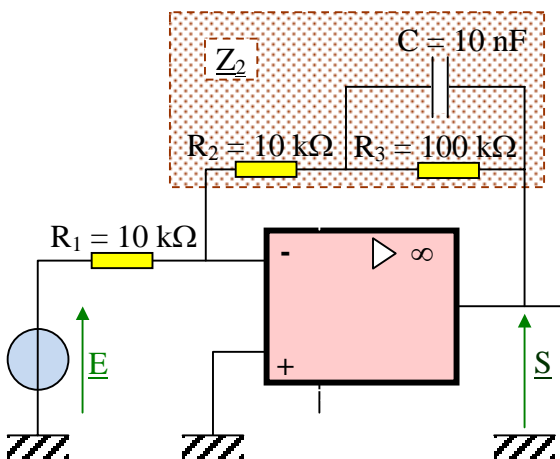 C = 10 nF
Z2
R2 = 10 kΩ
R3 = 100 kΩ
R1 = 10 kΩ
- ▷ ∞
+
E
S